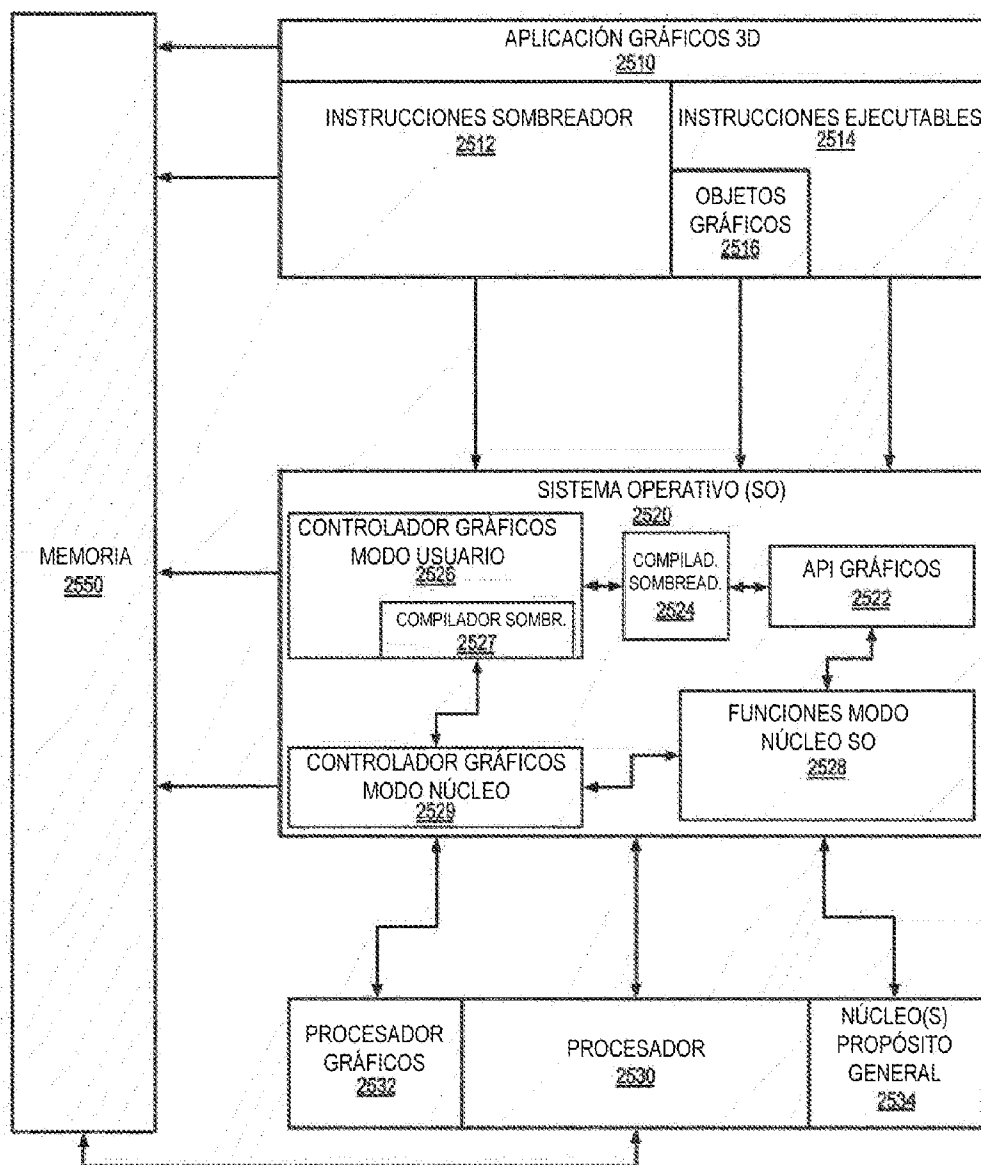 APLICACIÓN GRÁFICOS 3D
2510
INSTRUCCIONES SOMBREADOR
2512
INSTRUCCIONES EJECUTABLES
2514
OBJETOS
GRÁFICOS
2516
MEMORIA
2550
SISTEMA OPERATIVO (SO)
2520
CONTROLADOR GRÁFICOS
MODO USUARIO
2526
COMPILADOR SOMBR.
2527
COMPILAD.
SOMBREAD.
2524
API GRÁFICOS
2522
CONTROLADOR GRÁFICOS
MODO NÚCLEO
2529
FUNCIONES MODO
NÚCLEO SO
2528
PROCESADOR
GRÁFICOS
2532
PROCESADOR
2530
NÚCLEO(S)
PROPÓSITO
GENERAL
2534